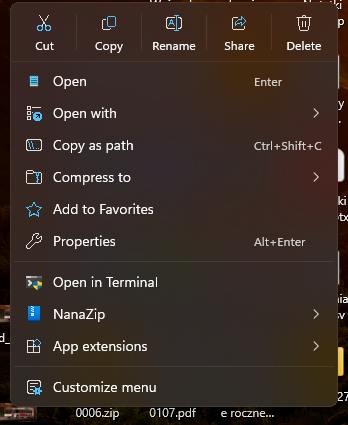 Cut Copy Rename Share Delete
Open Enter
Open with
Copy as path Ctrl+Shift+C
Compress to
Add to Favorites
Properties Alt+Enter
Open in Terminal
NanaZip
App extensions
Customize menu
0006.zip 0107.pdf e roczne...